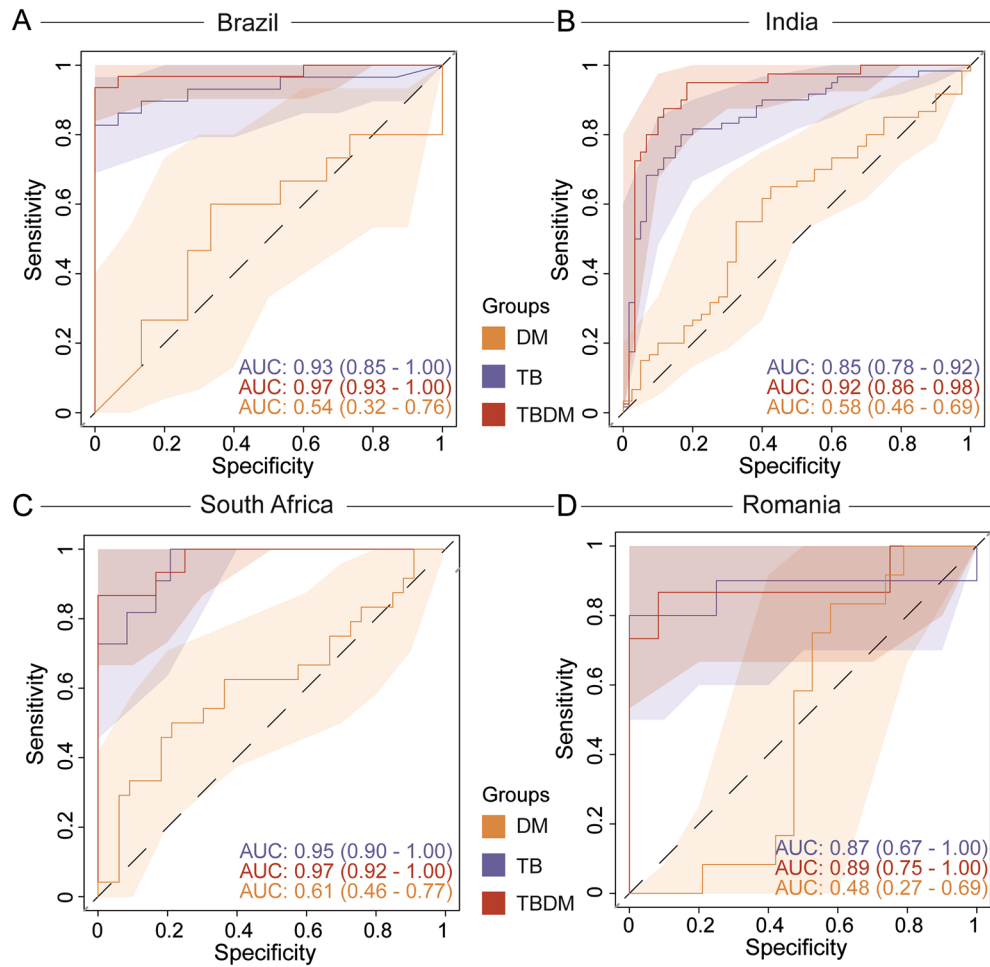 A
Brazil
Sensitivity
0 0.2 0.4 0.6 0.8 1
AUC: 0.93 (0.85 - 1.00)
AUC: 0.97 (0.93 - 1.00)
AUC: 0.54 (0.32 - 0.76)
0 0.2 0.4 0.6 0.8 1
Specificity
Groups
DM
TB
TBDM
B
India
Sensitivity
0 0.2 0.4 0.6 0.8 1
AUC: 0.85 (0.78 - 0.92)
AUC: 0.92 (0.86 - 0.98)
AUC: 0.58 (0.46 - 0.69)
0 0.2 0.4 0.6 0.8 1
Specificity
C
South Africa
Sensitivity
0 0.2 0.4 0.6 0.8 1
AUC: 0.95 (0.90 - 1.00)
AUC: 0.97 (0.92 - 1.00)
AUC: 0.61 (0.46 - 0.77)
0 0.2 0.4 0.6 0.8 1
Specificity
Groups
DM
TB
TBDM
D
Romania
Sensitivity
0 0.2 0.4 0.6 0.8 1
AUC: 0.87 (0.67 - 1.00)
AUC: 0.89 (0.75 - 1.00)
AUC: 0.48 (0.27 - 0.69)
0 0.2 0.4 0.6 0.8 1
Specificity